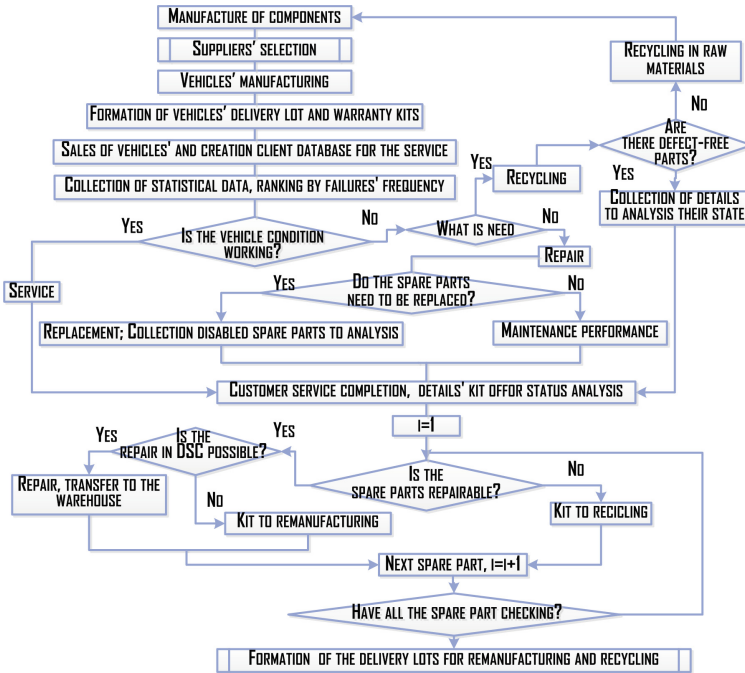 Manufacture of components
Suppliers' selection
Vehicles' manufacturing
Formation of vehicles' delivery lot and warranty kits
Sales of vehicles' and creation client database for the service
Collection of statistical data, ranking by failures' frequency
Recycling in raw
materials
No
Are
there defect-free
parts?
Yes
Recycling
Yes
Collection of details
to analysis their state
Yes
Is the vehicle condition
working?
No
What is need
No
Repair
Service
Yes
Do the spare parts
need to be replaced?
No
Replacement; Collection disabled spare parts to analysis
Maintenance performance
Customer service completion, details' kit offor status analysis
i=1
Yes
Is the
repair in DSC possible?
Yes
Is the
spare parts repairable?
No
Repair, transfer to the
warehouse
No
Kit to remanufacturing
Kit to recicling
Next spare part, i=i+1
Have all the spare part checking?
Formation of the delivery lots for remanufacturing and recycling